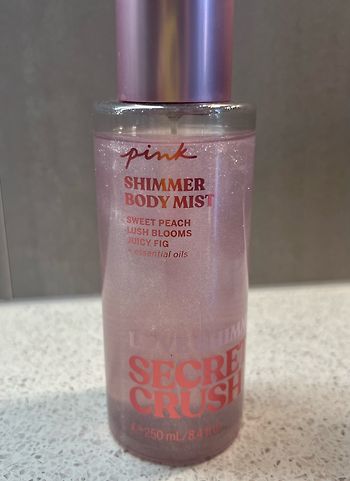 pink
SHIMMER
BODY MIST
SWEET PEACH
LUSH BLOOMS
JUICY FIG
+ essential oils
SECRET
CRUSH
250 mL/8.4 fl